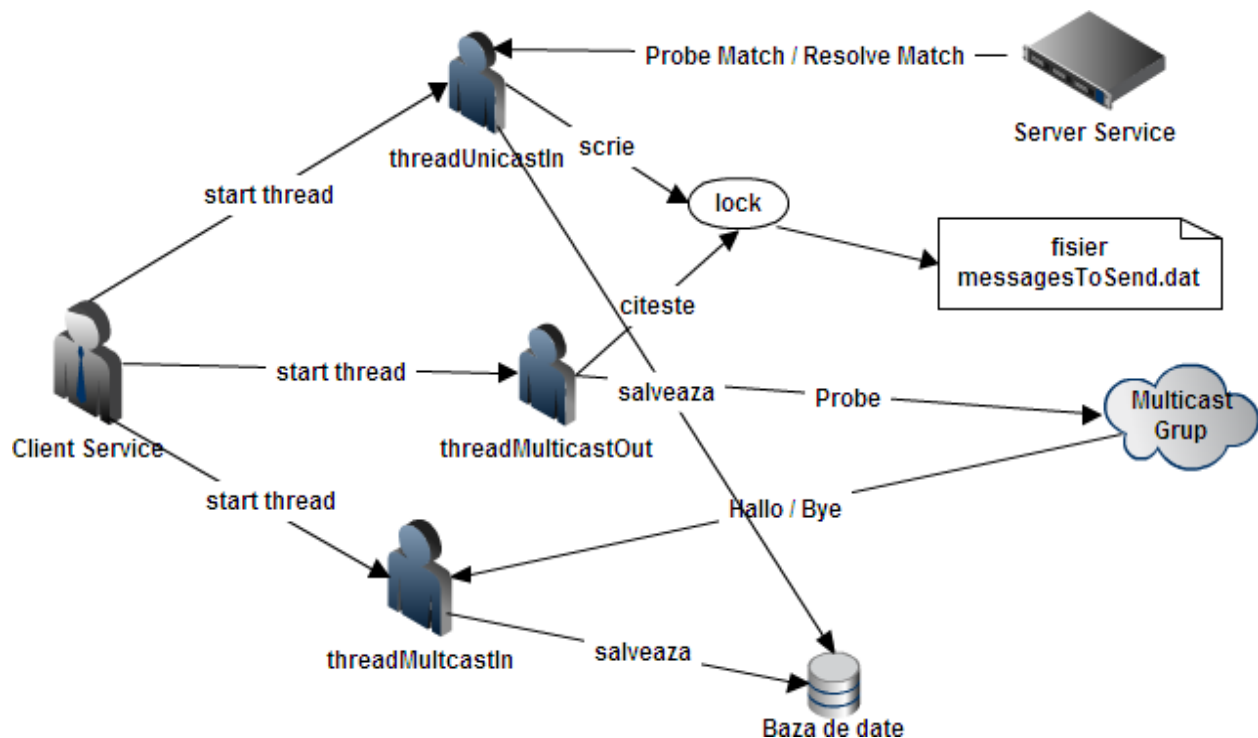 Probe Match / Resolve Match
Server Service
threadUnicastIn
scrie
start thread
lock
fisier
messagesToSend.dat
citeste
start thread
salveaza
Probe
Multicast
Grup
Client Service
threadMulticastOut
start thread
Hallo / Bye
threadMultcastIn
salveaza
Baza de date